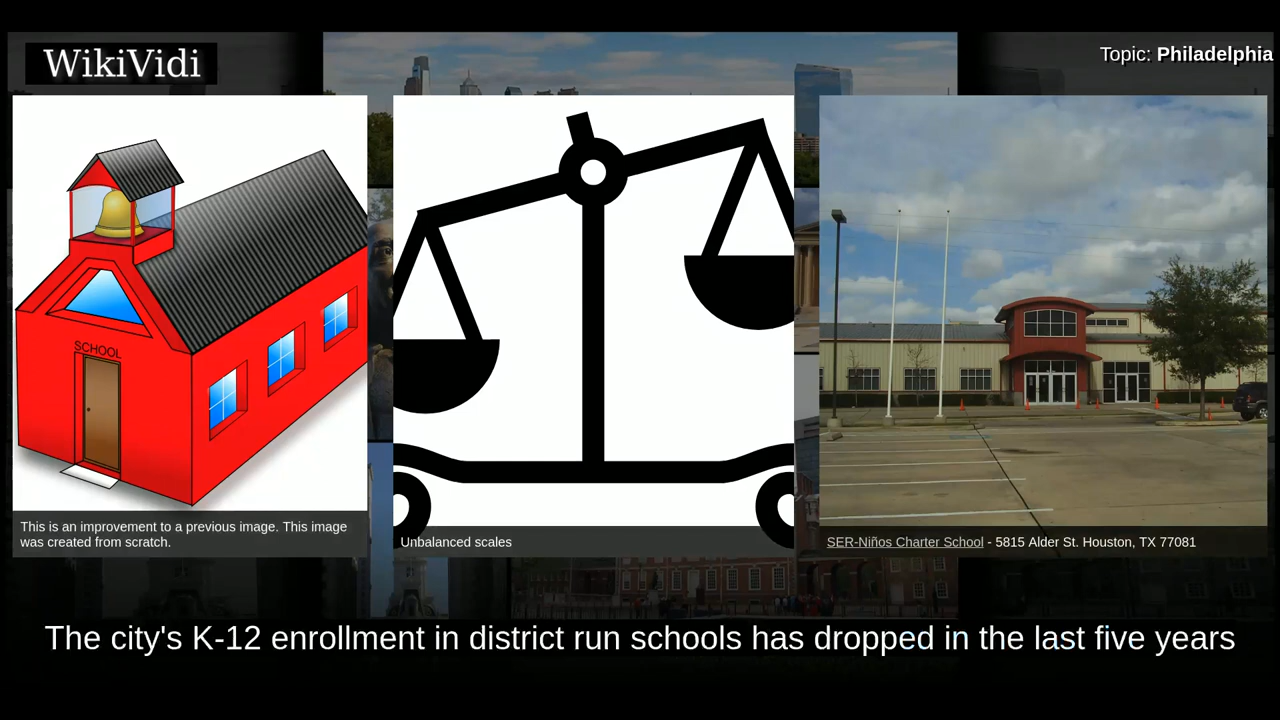 WikiVidi
Topic: Philadelphia
SCHOOL
This is an improvement to a previous image. This image
was created from scratch.
Unbalanced scales
SER-Niños Charter School - 5815 Alder St. Houston, TX 77081
The city's K-12 enrollment in district run schools has dropped in the last five years